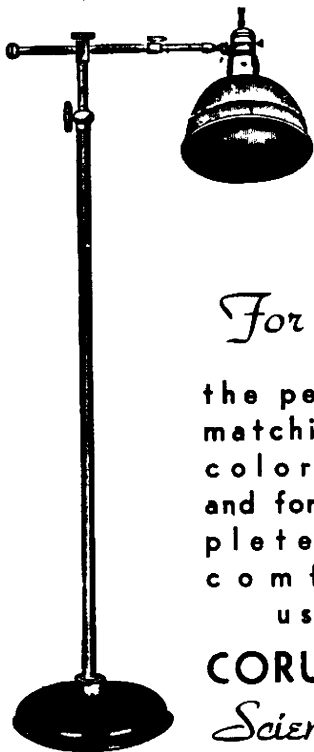 For
the pe
matchi
color
and for
plete
com
us
CORU
Scien